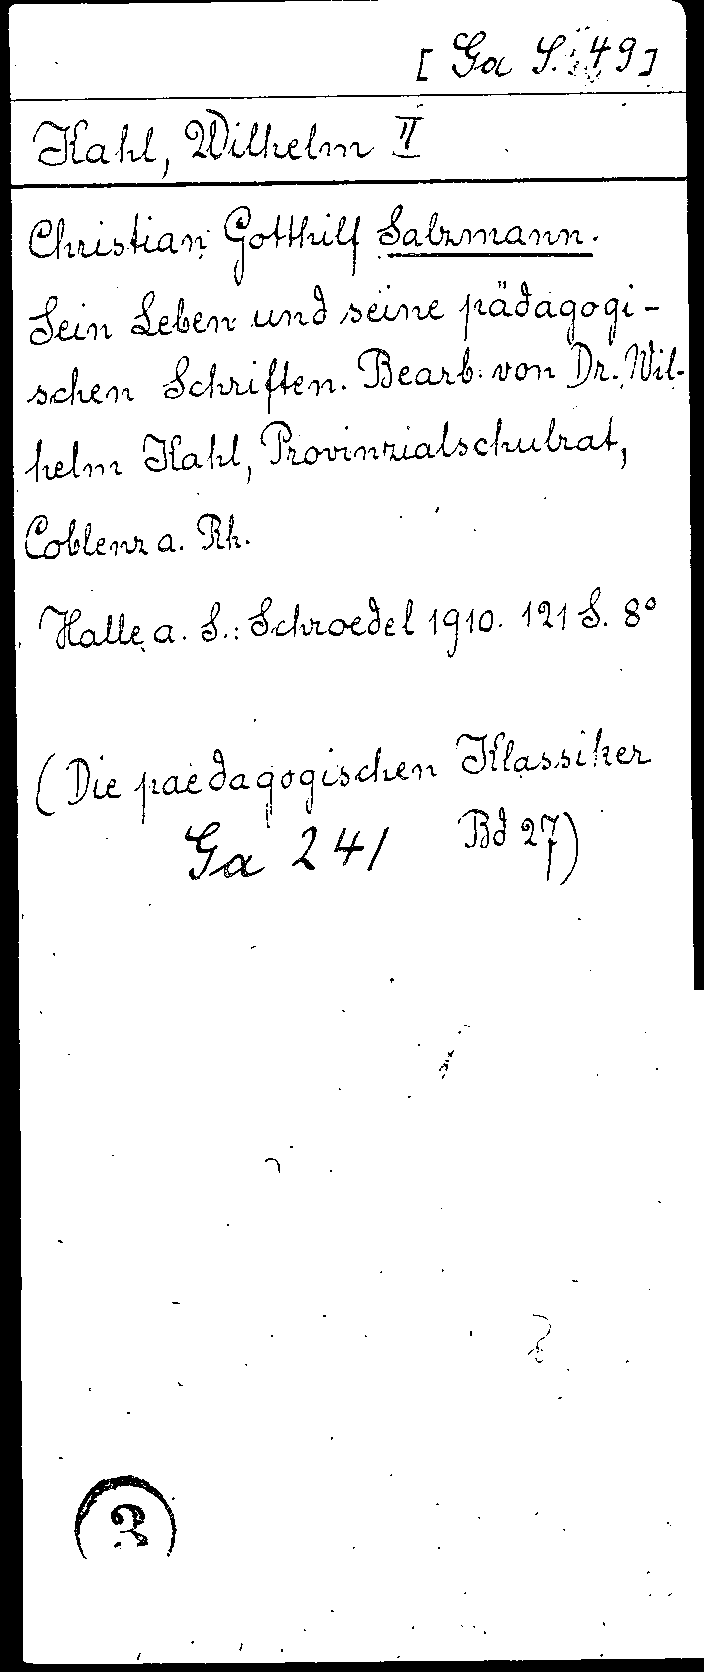 [Ga S. 49]
Kahl, Wilhelm II
Christian Gotthilf Salzmann.
Sein Leben und seine pädagogi-
schen Schriften. Bearb. von Dr. Wil-
helm Kahl, Provinzialschulrat,
Coblenz a. Rh.
Halle a. S.: Schroedel 1910. 121 S. 8°
(Die paedagogischen Klassiker
Bd 27)
Ga 241